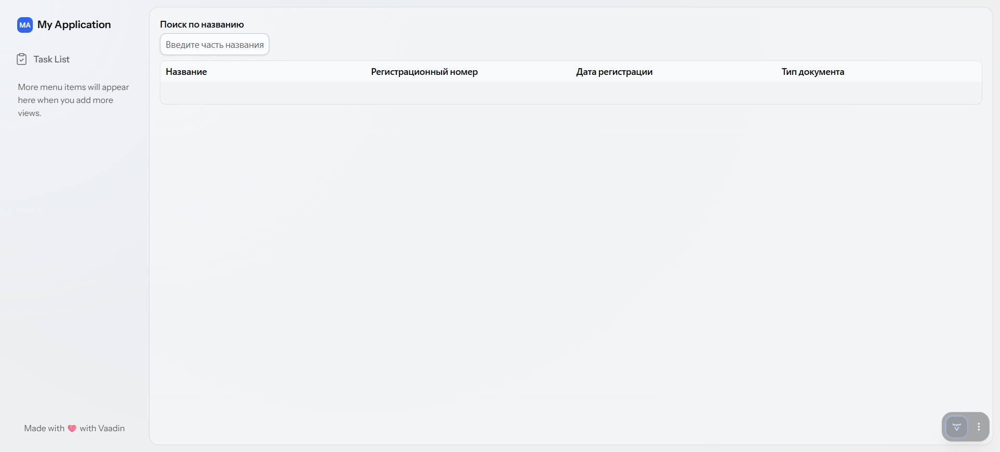 MA My Application
Task List
More menu items will appear
here when you add more
views.
Made with with Vaadin
Поиск по названию
Введите часть названия
Название Регистрационный номер Дата регистрации Тип документа